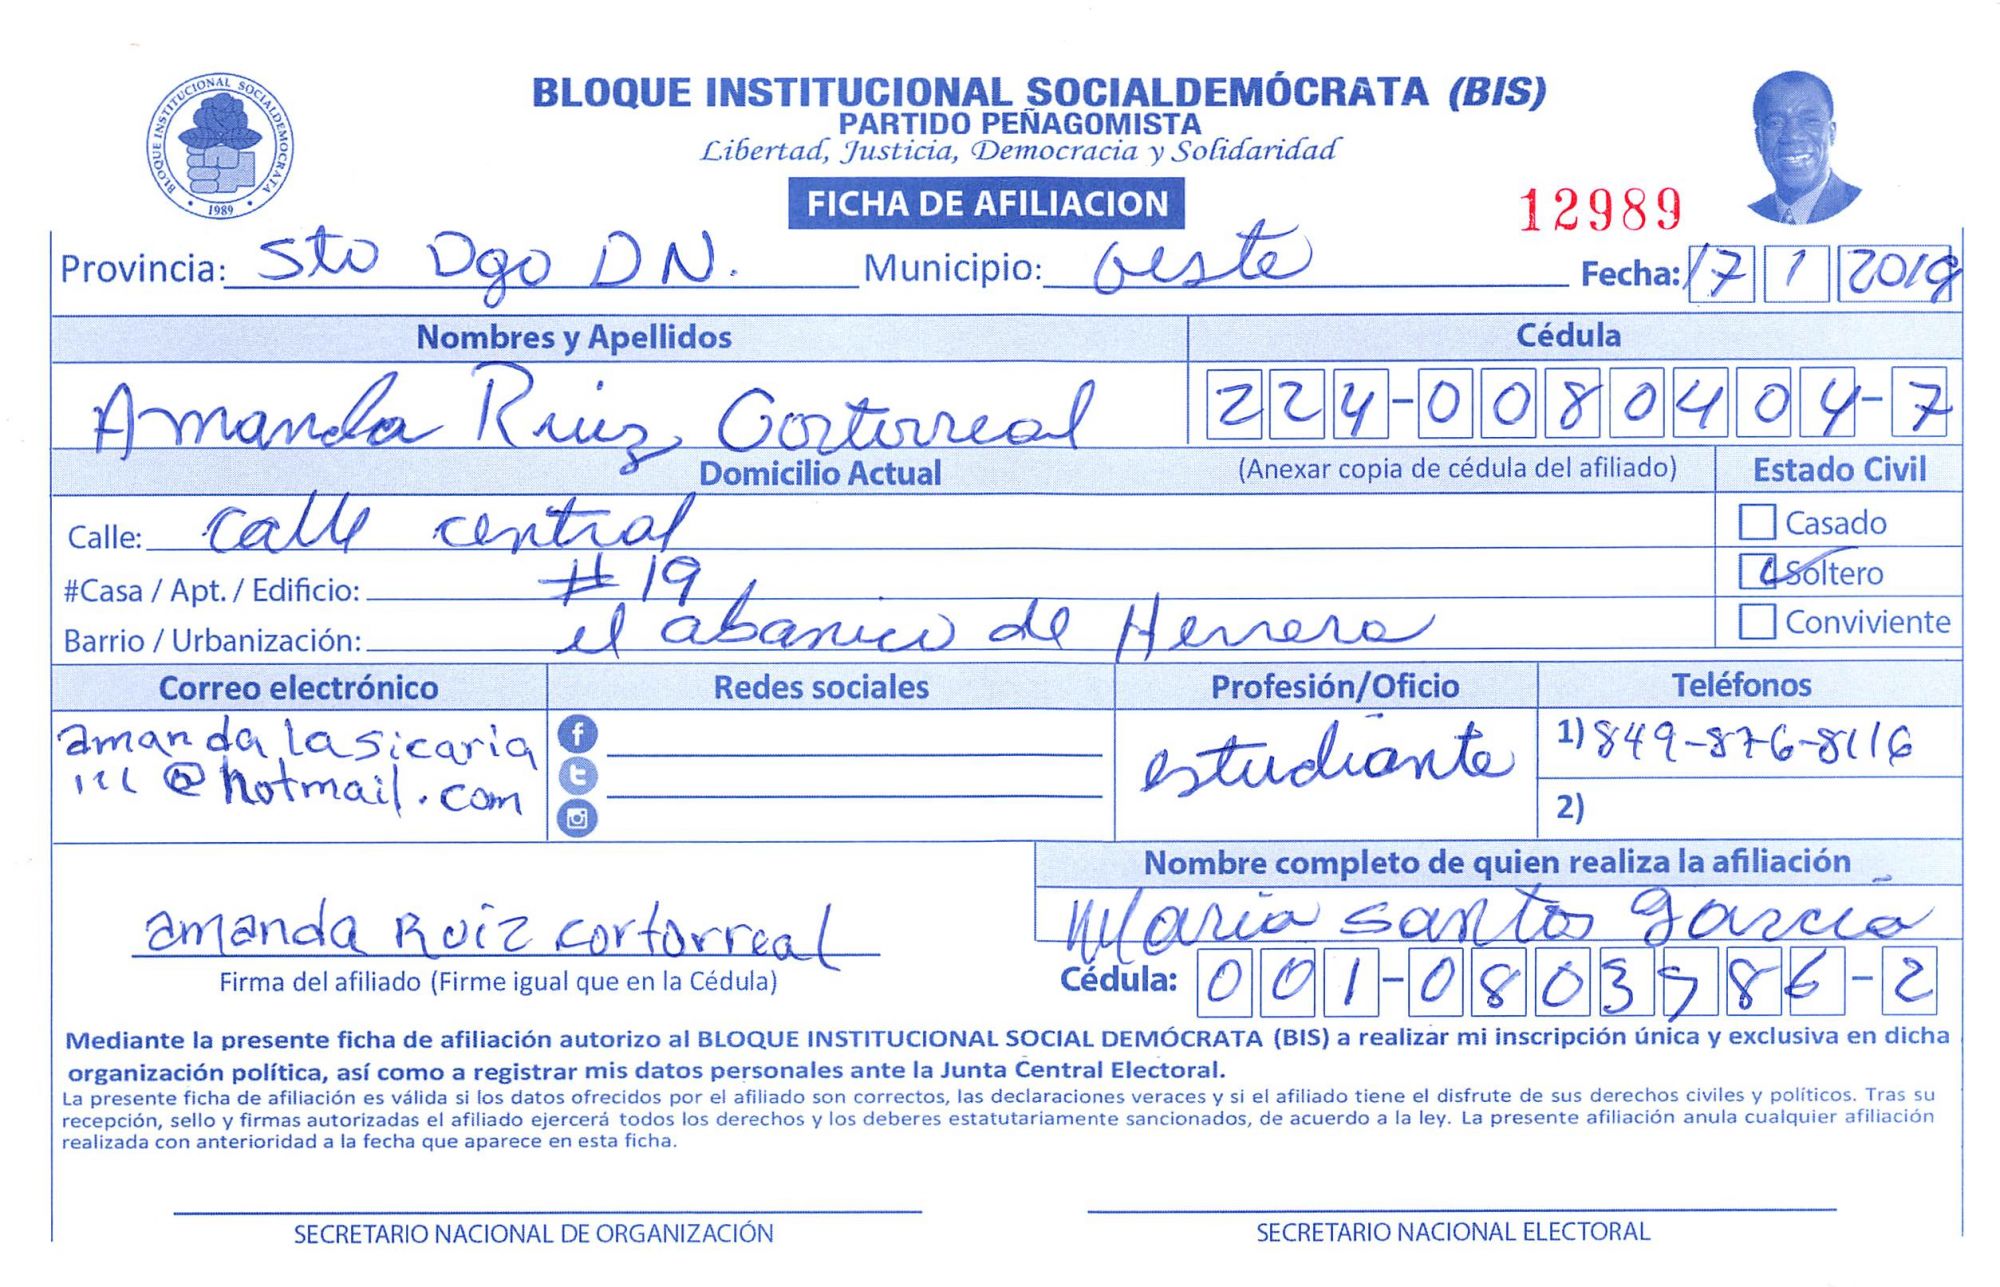 BLOQUE INSTITUCIONAL SOCIALDEMÓCRATA (BIS)
PARTIDO PEÑAGOMISTA
Libertad, Justicia, Democracia y Solidaridad
BLOQUE INSTITUCIONAL SOCIALDEMOCRATA
1989
FICHA DE AFILIACION
12989
Provincia: Sto Dgo DN. Municipio: Oeste Fecha: 17 1 2019
Nombres y Apellidos Cédula
Amanda Ruiz Cortorreal 224-0080404-7
Domicilio Actual (Anexar copia de cédula del afiliado) Estado Civil
Calle: calle central Casado
#Casa / Apt. / Edificio: #19 Soltero
Barrio / Urbanización: el abanico de Herrera Conviviente
Correo electrónico Redes sociales Profesión/Oficio Teléfonos
amanda lasicaria estudiante 1) 849-876-8116
111@hotmail.com 2)
Nombre completo de quien realiza la afiliación
amanda Ruiz cortorreal Maria santos garcia
Firma del afiliado (Firme igual que en la Cédula) Cédula: 001-0803786-2
Mediante la presente ficha de afiliación autorizo al BLOQUE INSTITUCIONAL SOCIAL DEMÓCRATA (BIS) a realizar mi inscripción única y exclusiva en dicha
organización política, así como a registrar mis datos personales ante la Junta Central Electoral.
La presente ficha de afiliación es válida si los datos ofrecidos por el afiliado son correctos, las declaraciones veraces y si el afiliado tiene el disfrute de sus derechos civiles y políticos. Tras su
recepción, sello y firmas autorizadas el afiliado ejercerá todos los derechos y los deberes estatutariamente sancionados, de acuerdo a la ley. La presente afiliación anula cualquier afiliación
realizada con anterioridad a la fecha que aparece en esta ficha.
SECRETARIO NACIONAL DE ORGANIZACIÓN SECRETARIO NACIONAL ELECTORAL